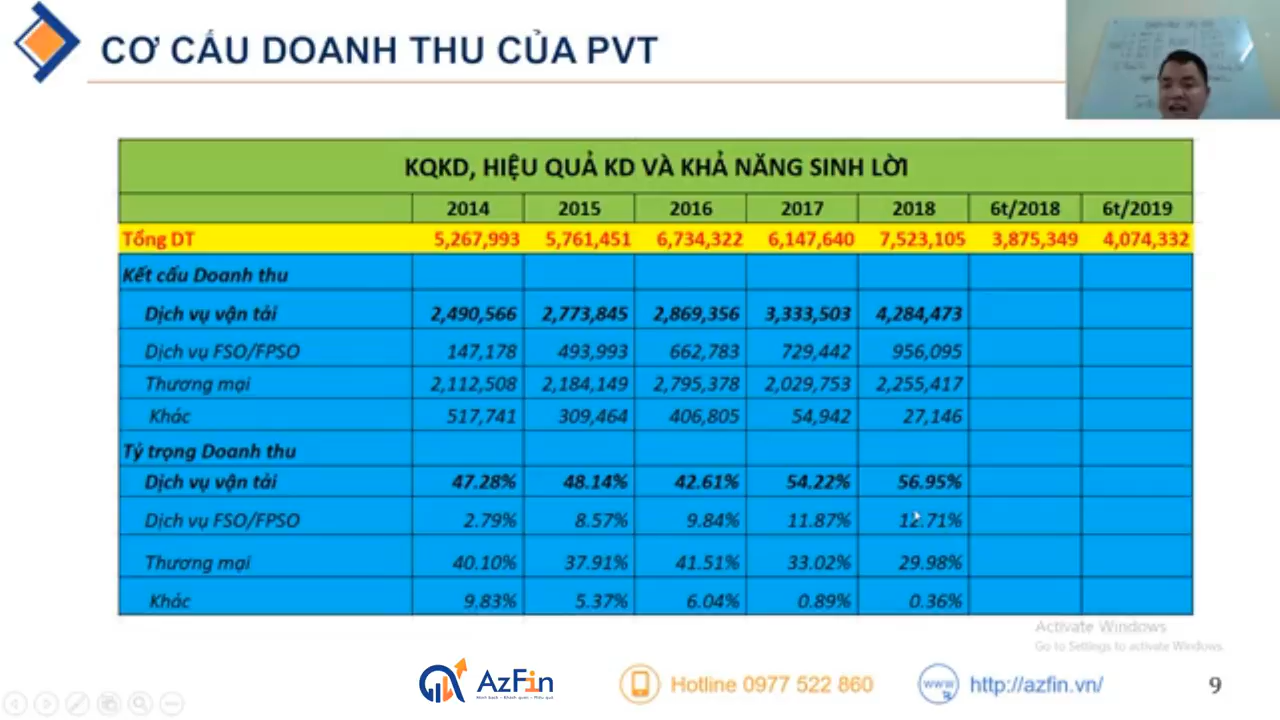 CƠ CẤU DOANH THU CỦA PVT
KQKD, HIỆU QUẢ KD VÀ KHẢ NĂNG SINH LỜI
2014 2015 2016 2017 2018 6t/2018 6t/2019
Tổng DT 5,267,993 5,761,451 6,734,322 6,147,640 7,523,105 3,875,349 4,074,332
Kết cấu Doanh thu
Dịch vụ vận tải 2,490,566 2,773,845 2,869,356 3,333,503 4,284,473
Dịch vụ FSO/FPSO 147,178 493,993 662,783 729,442 956,095
Thương mại 2,112,508 2,184,149 2,795,378 2,029,753 2,255,417
Khác 517,741 309,464 406,805 54,942 27,146
Tỷ trọng Doanh thu
Dịch vụ vận tải 47.28% 48.14% 42.61% 54.22% 56.95%
Dịch vụ FSO/FPSO 2.79% 8.57% 9.84% 11.87% 12.71%
Thương mại 40.10% 37.91% 41.51% 33.02% 29.98%
Khác 9.83% 5.37% 6.04% 0.89% 0.36%
Activate Windows
Go to Settings to activate Windows.
AzFin
Hotline 0977 522 860
www
http://azfin.vn/
9